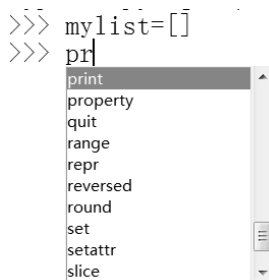 >>> mylist=[]
>>> pr
print
property
quit
range
repr
reversed
round
set
setattr
slice